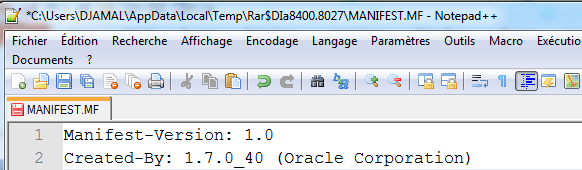 *C:\Users\DJAMAL\AppData\Local\Temp\Rar$DIa8400.8027\MANIFEST.MF - Notepad++
Fichier Édition Recherche Affichage Encodage Langage Paramètres Outils Macro Exécutio
Documents ?
MANIFEST.MF
1 Manifest-Version: 1.0
2 Created-By: 1.7.0_40 (Oracle Corporation)